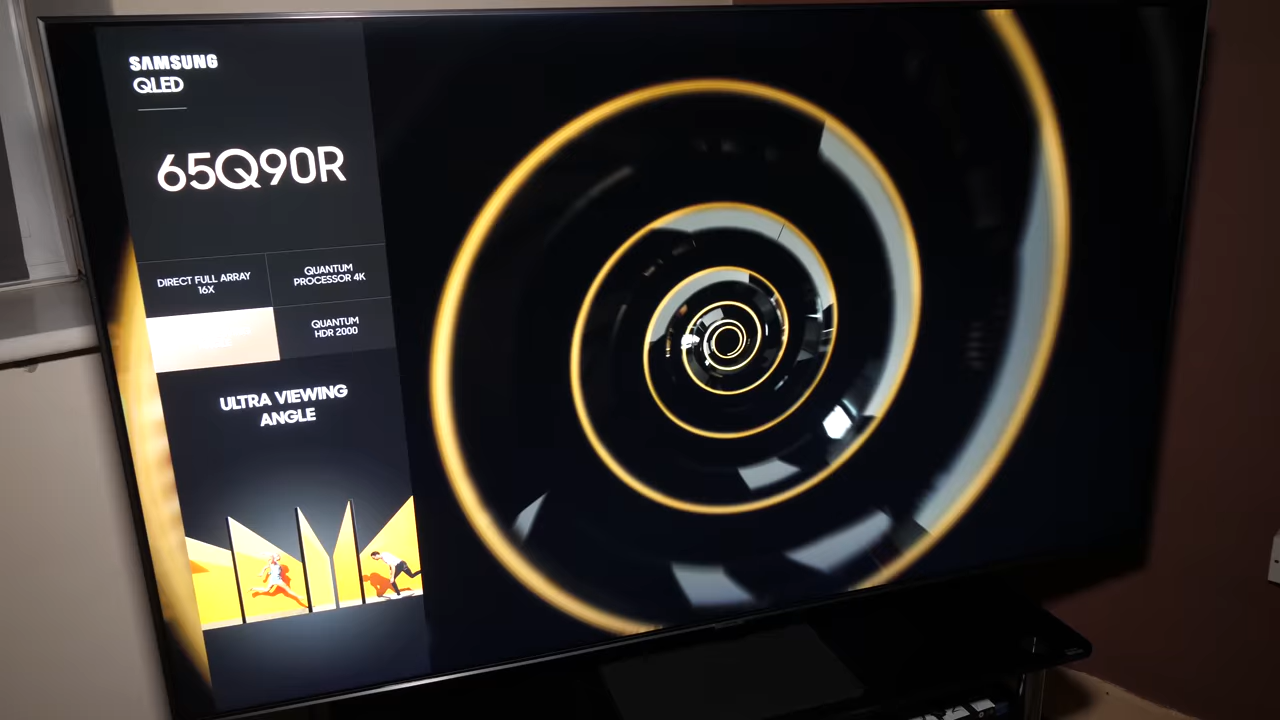 SAMSUNG
QLED
65Q90R
DIRECT FULL ARRAY
16X
QUANTUM
PROCESSOR 4K
QUANTUM
HDR 2000
ULTRA VIEWING
ANGLE